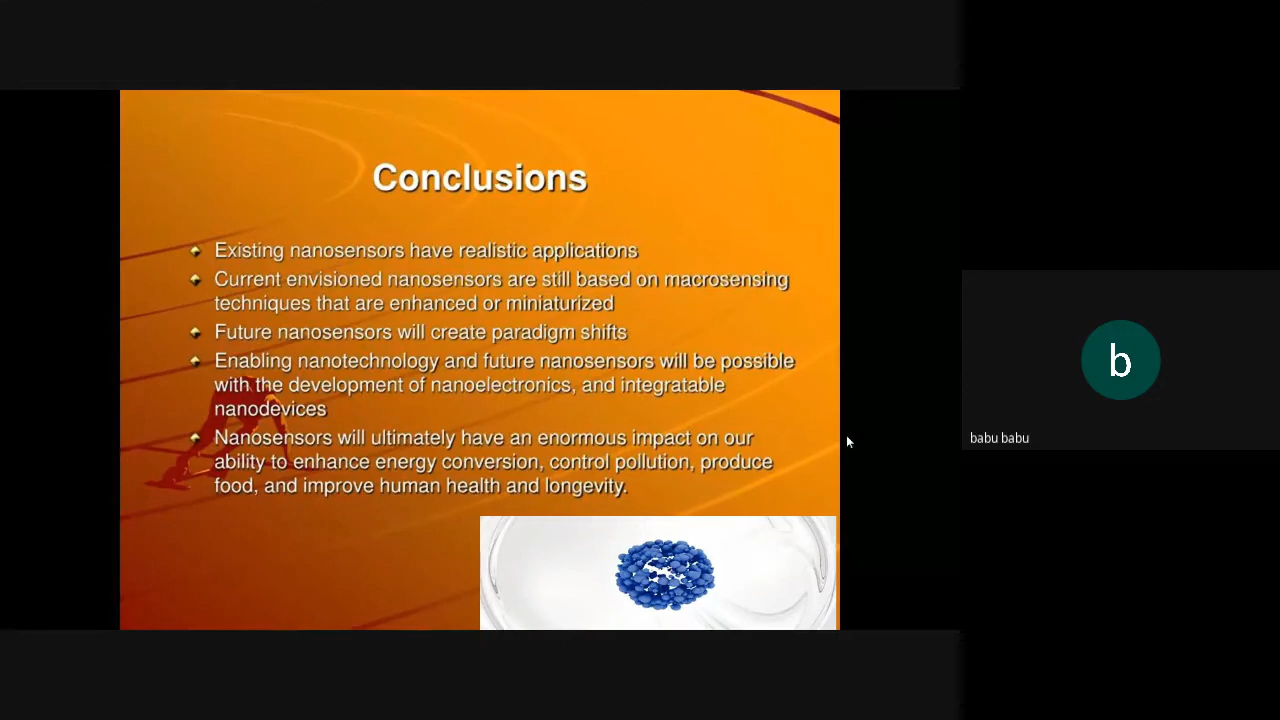 Conclusions
Existing nanosensors have realistic applications
Current envisioned nanosensors are still based on macrosensing
techniques that are enhanced or miniaturized
Future nanosensors will create paradigm shifts
Enabling nanotechnology and future nanosensors will be possible
with the development of nanoelectronics, and integratable
nanodevices
Nanosensors will ultimately have an enormous impact on our
ability to enhance energy conversion, control pollution, produce
food, and improve human health and longevity.
b
babu babu